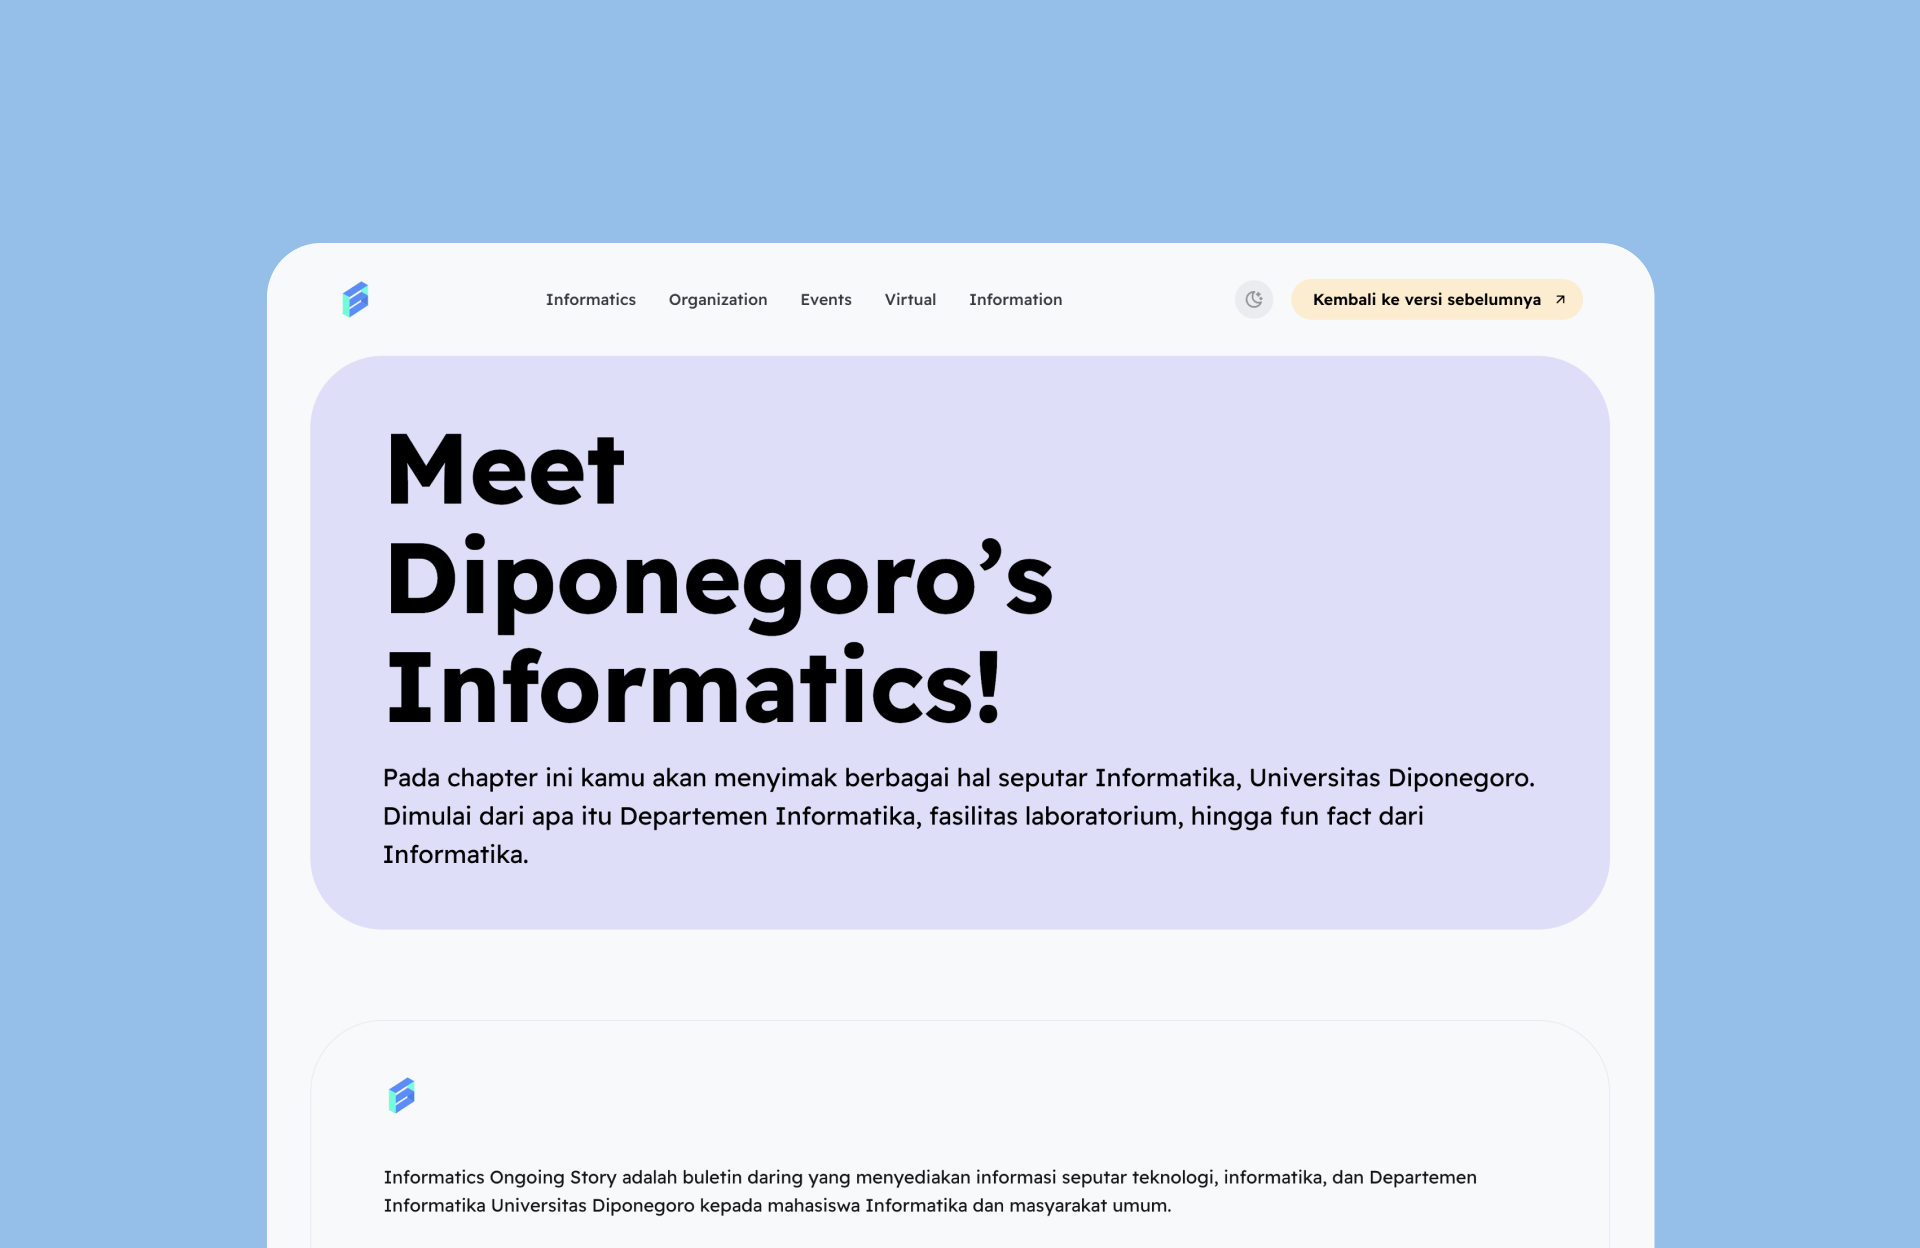 Informatics Organization Events Virtual Information Kembali ke versi sebelumnya
Meet
Diponegoro’s
Informatics!
Pada chapter ini kamu akan menyimak berbagai hal seputar Informatika, Universitas Diponegoro.
Dimulai dari apa itu Departemen Informatika, fasilitas laboratorium, hingga fun fact dari
Informatika.
Informatics Ongoing Story adalah buletin daring yang menyediakan informasi seputar teknologi, informatika, dan Departemen
Informatika Universitas Diponegoro kepada mahasiswa Informatika dan masyarakat umum.